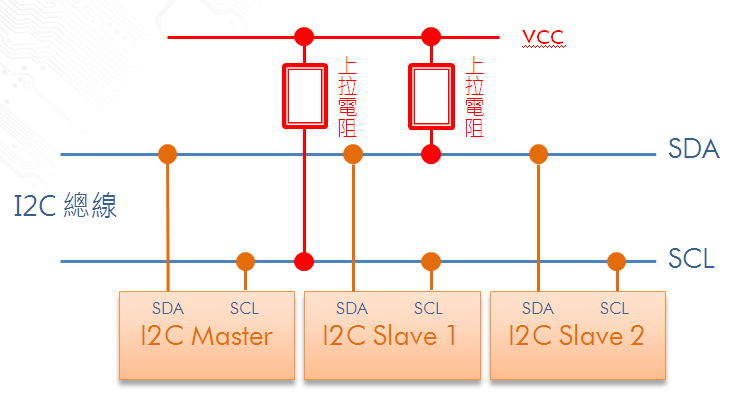 VCC
上拉電阻
上拉電阻
SDA
I2C 總線
SCL
SDA SCL
I2C Master
SDA SCL
I2C Slave 1
SDA SCL
I2C Slave 2